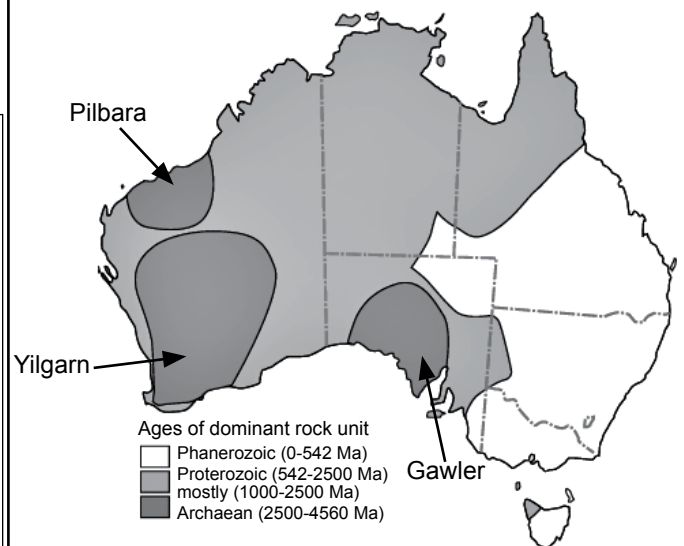 Pilbara
Yilgarn
Gawler
Ages of dominant rock unit
Phanerozoic (0-542 Ma)
Proterozoic (542-2500 Ma)
mostly (1000-2500 Ma)
Archaean (2500-4560 Ma)